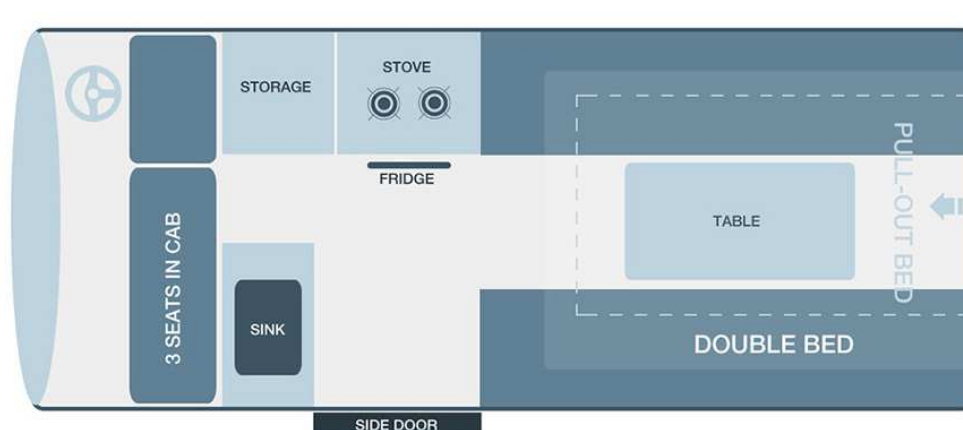 STORAGE
STOVE
FRIDGE
3 SEATS IN CAB
SINK
TABLE
PULL-OUT BED
DOUBLE BED
SIDE DOOR